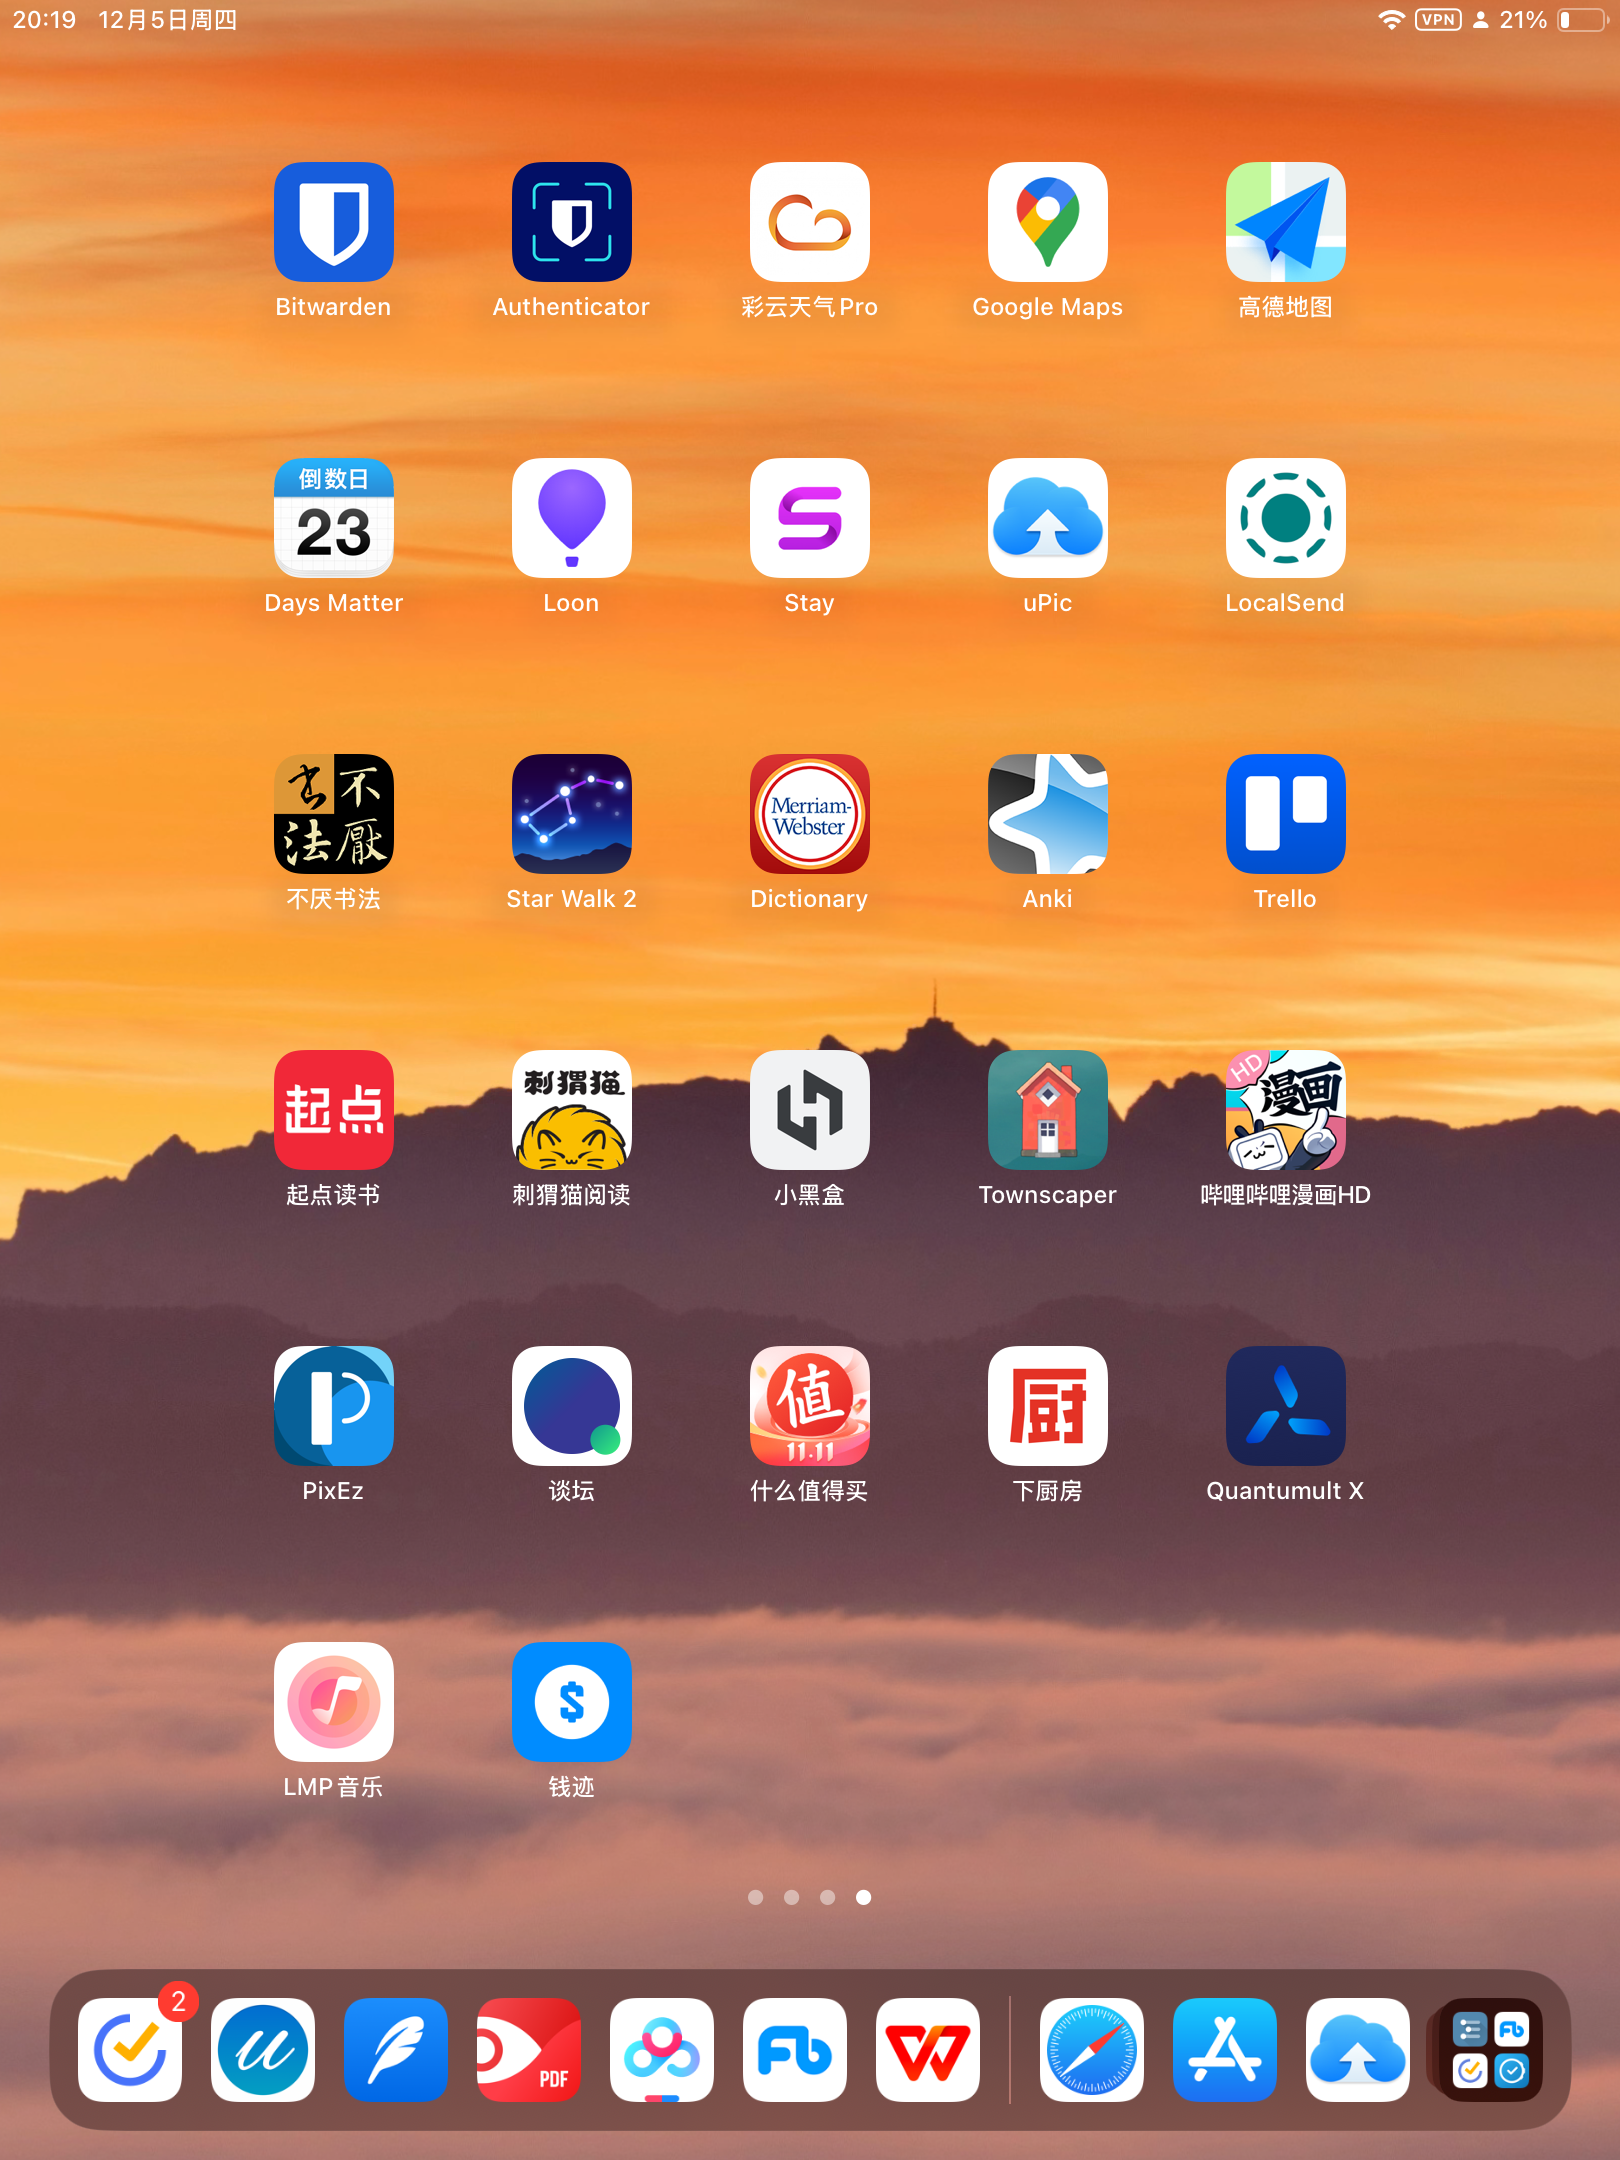 20:19 12月5日周四
VPN 21%
Bitwarden
Authenticator
彩云天气Pro
Google Maps
高德地图
倒数日
23
Days Matter
Loon
Stay
uPic
LocalSend
不厭书法
不厌书法
Star Walk 2
Merriam-
Webster
Dictionary
Anki
Trello
起点
起点读书
刺猬猫
刺猬猫阅读
小黑盒
Townscaper
HD
漫画
哔哩哔哩漫画HD
PixEz
谈坛
值
11.11
什么值得买
厨
下厨房
Quantumult X
LMP音乐
$
钱迹
2
PDF